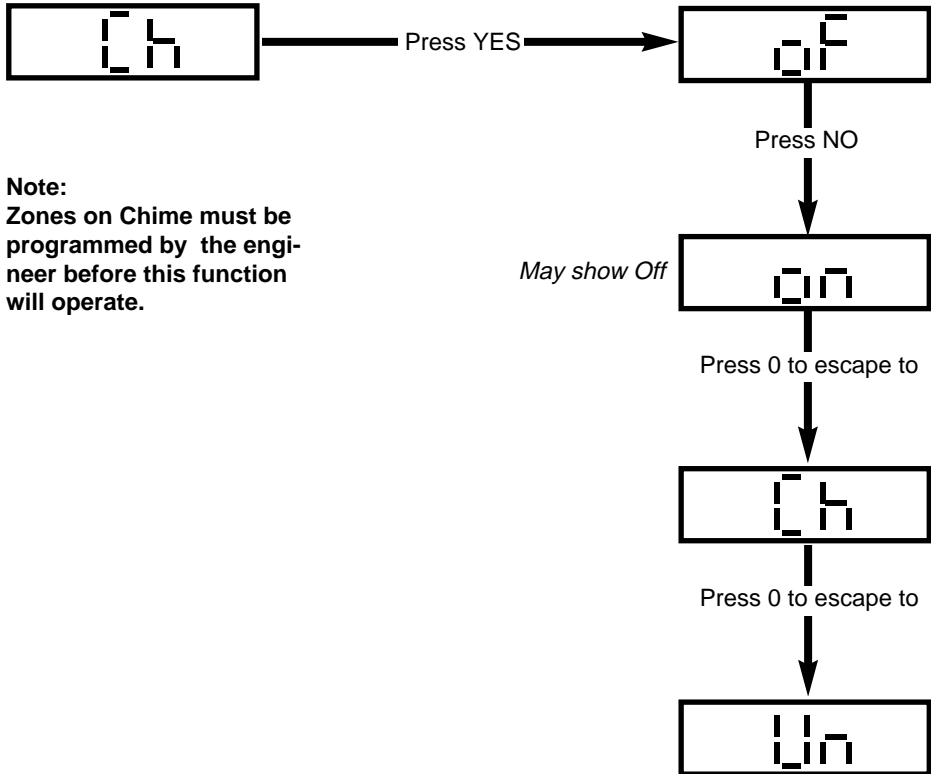 Ch
Press YES
oF
Press NO
Note:
Zones on Chime must be
programmed by the engi-
neer before this function
will operate.
May show Off
on
Press 0 to escape to
Ch
Press 0 to escape to
Un